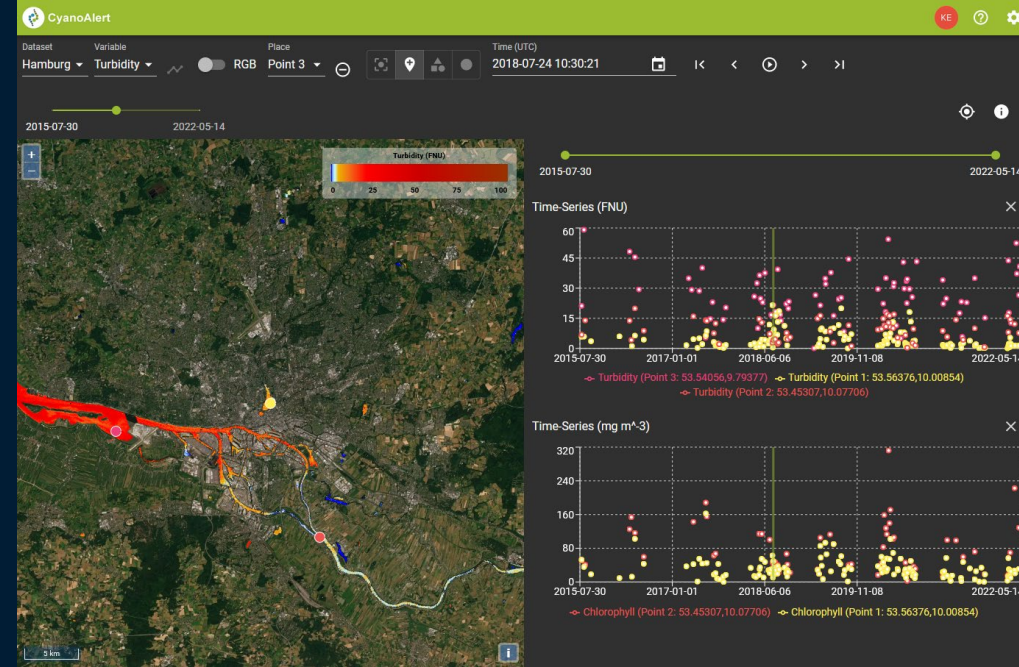 CyanoAlert
KE
Dataset Variable Place Time (UTC)
Hamburg Turbidity RGB Point 3 2018-07-24 10:30:21
2015-07-30 2022-05-14
+
−
Turbidity (FNU)
0 25 50 75 100
5 km
i
2015-07-30 2022-05-14
Time-Series (FNU)
60
45
30
15
0
2015-07-30 2017-01-01 2018-06-06 2019-11-08 2022-05-14
Turbidity (Point 3: 53.54056,9.79377) Turbidity (Point 1: 53.56376,10.00854)
Turbidity (Point 2: 53.45307,10.07706)
Time-Series (mg m^-3)
320
240
160
80
0
2015-07-30 2017-01-01 2018-06-06 2019-11-08 2022-05-14
Chlorophyll (Point 2: 53.45307,10.07706) Chlorophyll (Point 1: 53.56376,10.00854)